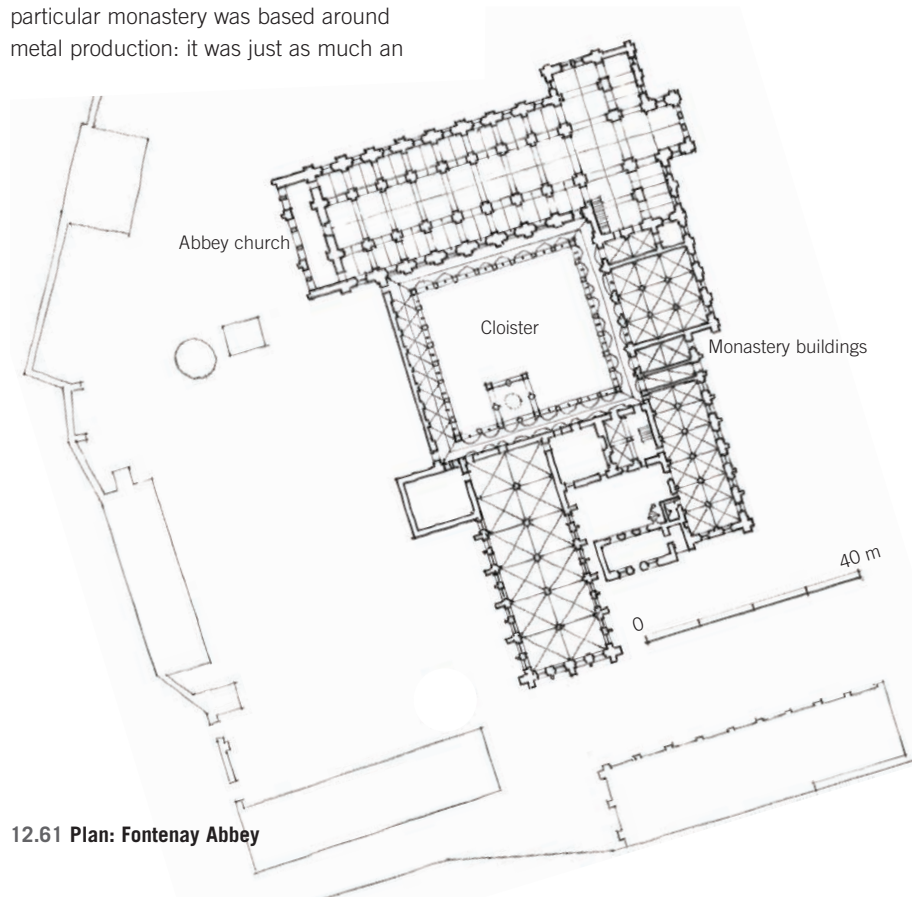 particular monastery was based around
metal production: it was just as much an
Abbey church
Cloister
Monastery buildings
40 m
0
12.61 Plan: Fontenay Abbey